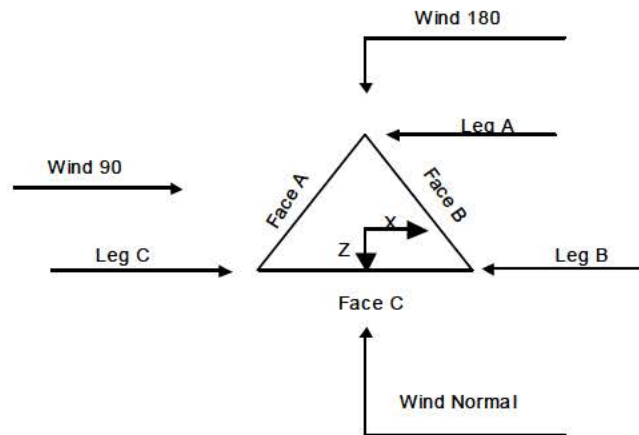 Wind 180
Leg A
Wind 90
Face A
Face B
X
Leg C
Z
Leg B
Face C
Wind Normal